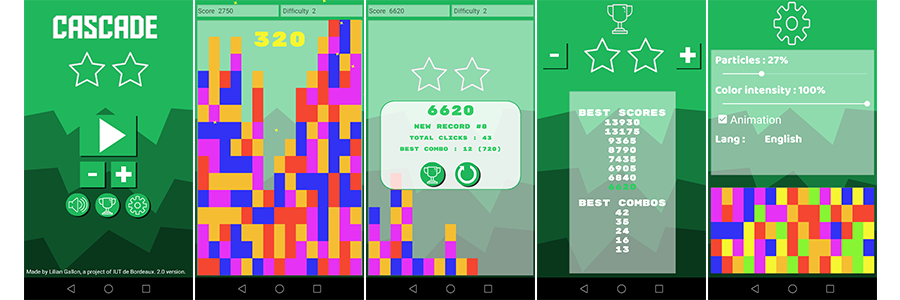 CASCADE
-
+
Made by Lilian Gallon, a project of IUT de Bordeaux. 2.0 version.
Score 2750
Difficulty 2
320
Score 6620
Difficulty 2
6620
NEW RECORD #8
TOTAL CLICKS : 43
BEST COMBO : 12 (720)
-
+
BEST SCORES
13930
13175
9365
8790
7435
6905
6840
6620
BEST COMBOS
42
35
24
16
13
Particles : 27%
Color intensity : 100%
Animation
Lang : English